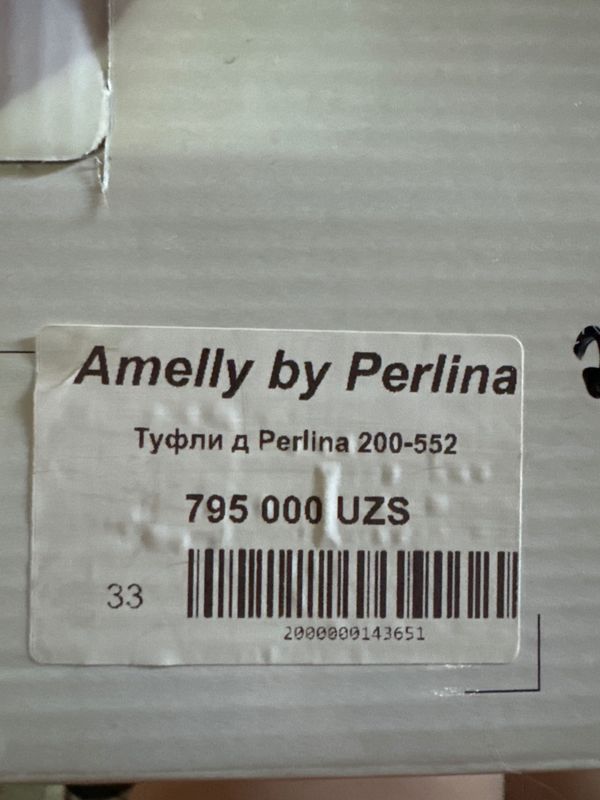 Amelly by Perlina
Туфли д Perlina 200-552
795 000 UZS
33
2000000143651